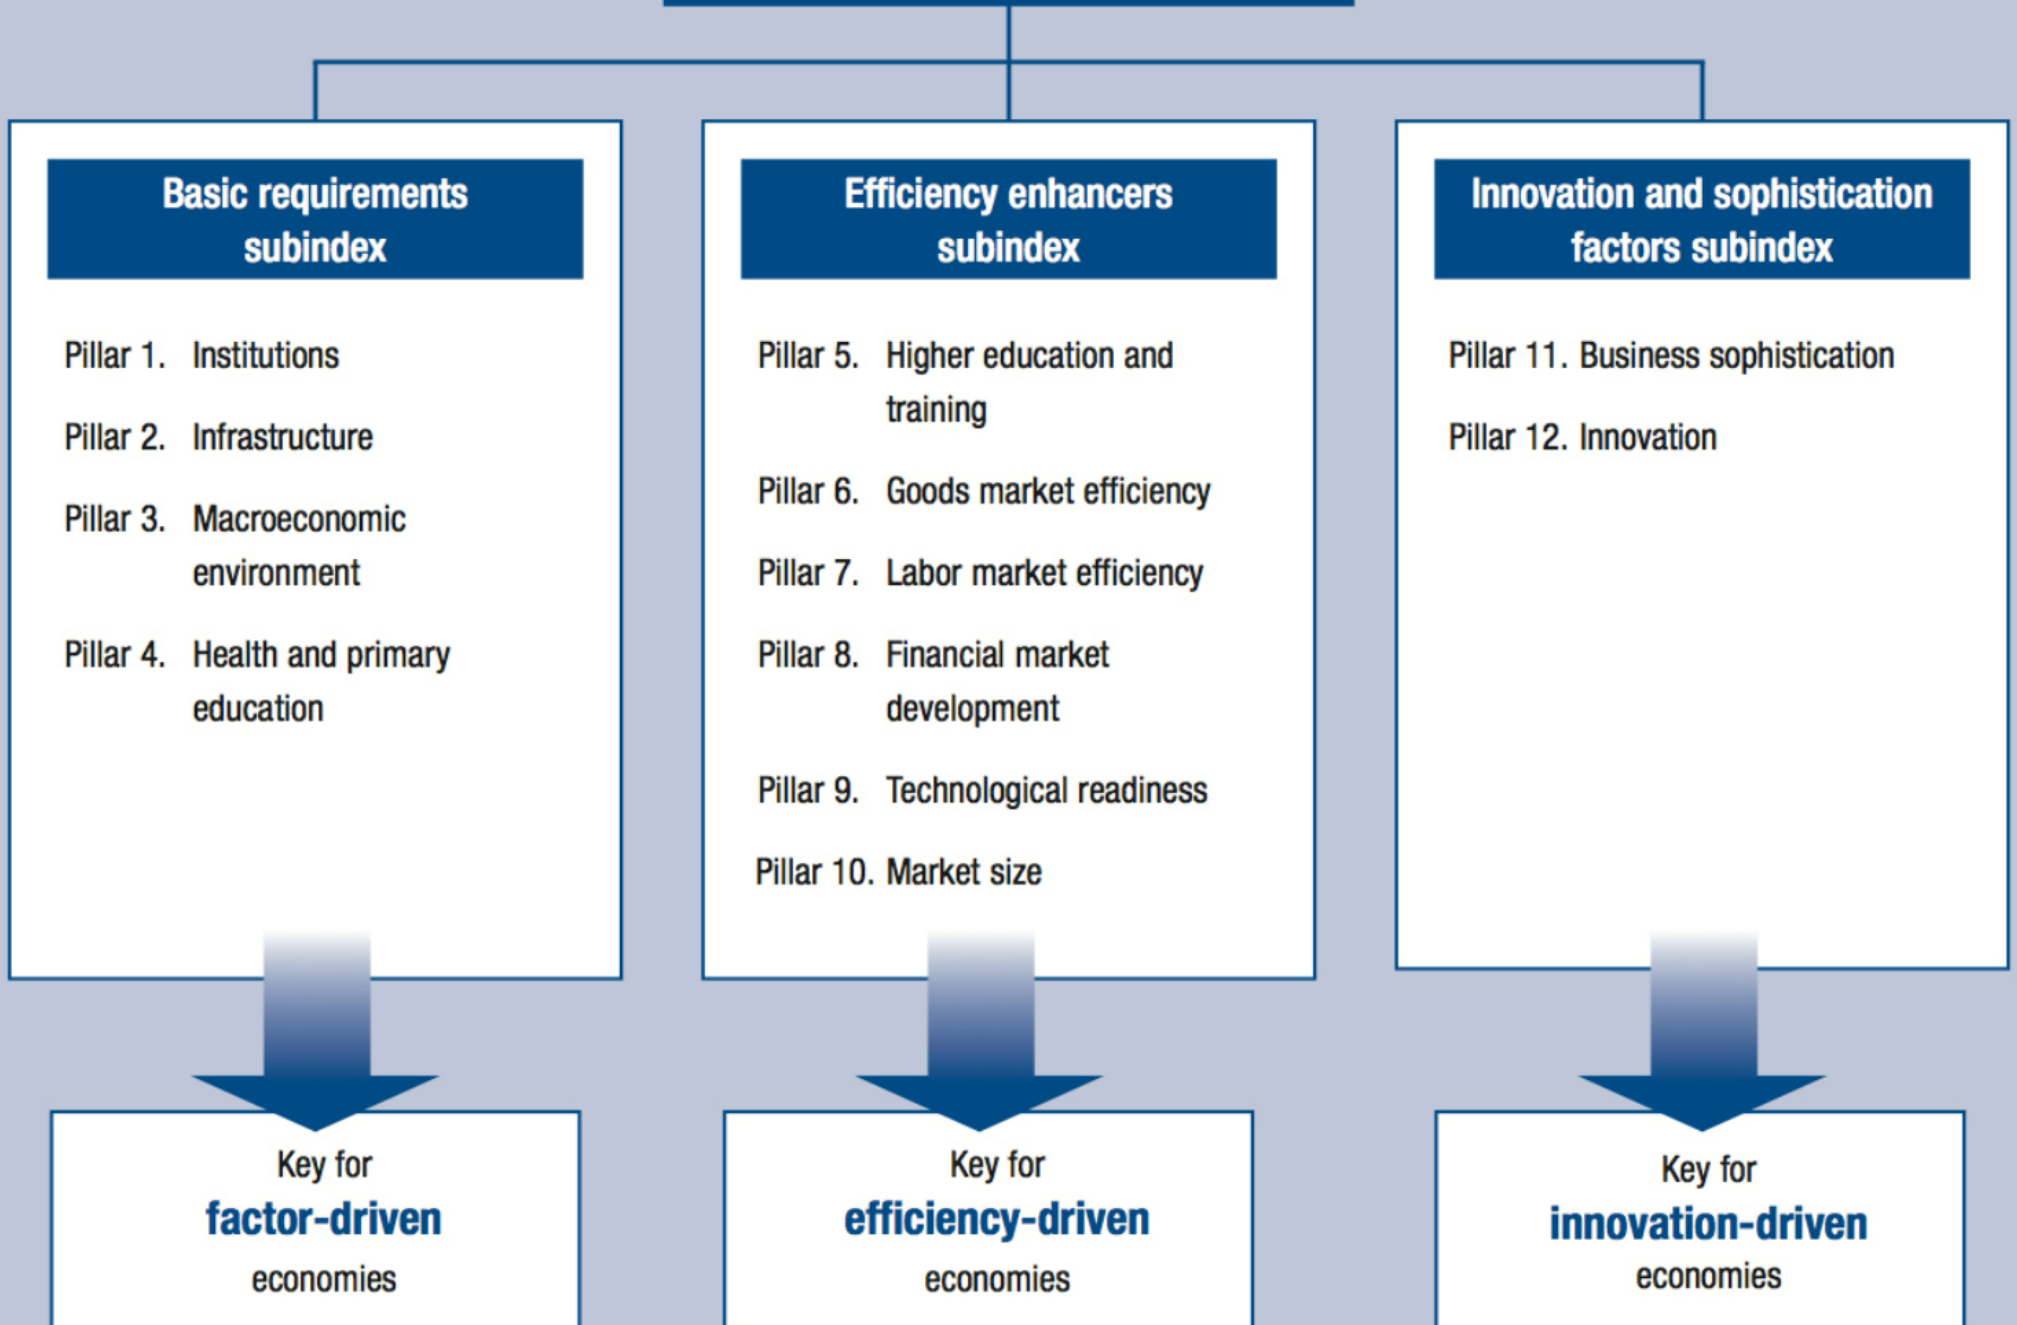 Basic requirements
subindex
Pillar 1. Institutions
Pillar 2. Infrastructure
Pillar 3. Macroeconomic
environment
Pillar 4. Health and primary
education
Key for
factor-driven
economies
Efficiency enhancers
subindex
Pillar 5. Higher education and
training
Pillar 6. Goods market efficiency
Pillar 7. Labor market efficiency
Pillar 8. Financial market
development
Pillar 9. Technological readiness
Pillar 10. Market size
Key for
efficiency-driven
economies
Innovation and sophistication
factors subindex
Pillar 11. Business sophistication
Pillar 12. Innovation
Key for
innovation-driven
economies